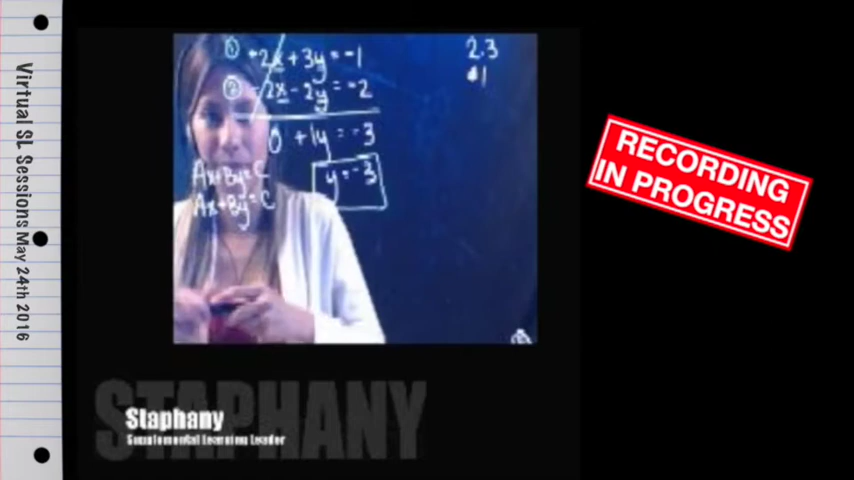 Virtual SL Sessions May 24th 2016
① -2x + 3y = -1
② -2x - 2y = -2
0 + 1y = -3
y = -3
Ax+By=C
Ax+By=C
2.3
#1
RECORDING
IN PROGRESS
STAPHANY
Staphany
Supplemental Learning Leader